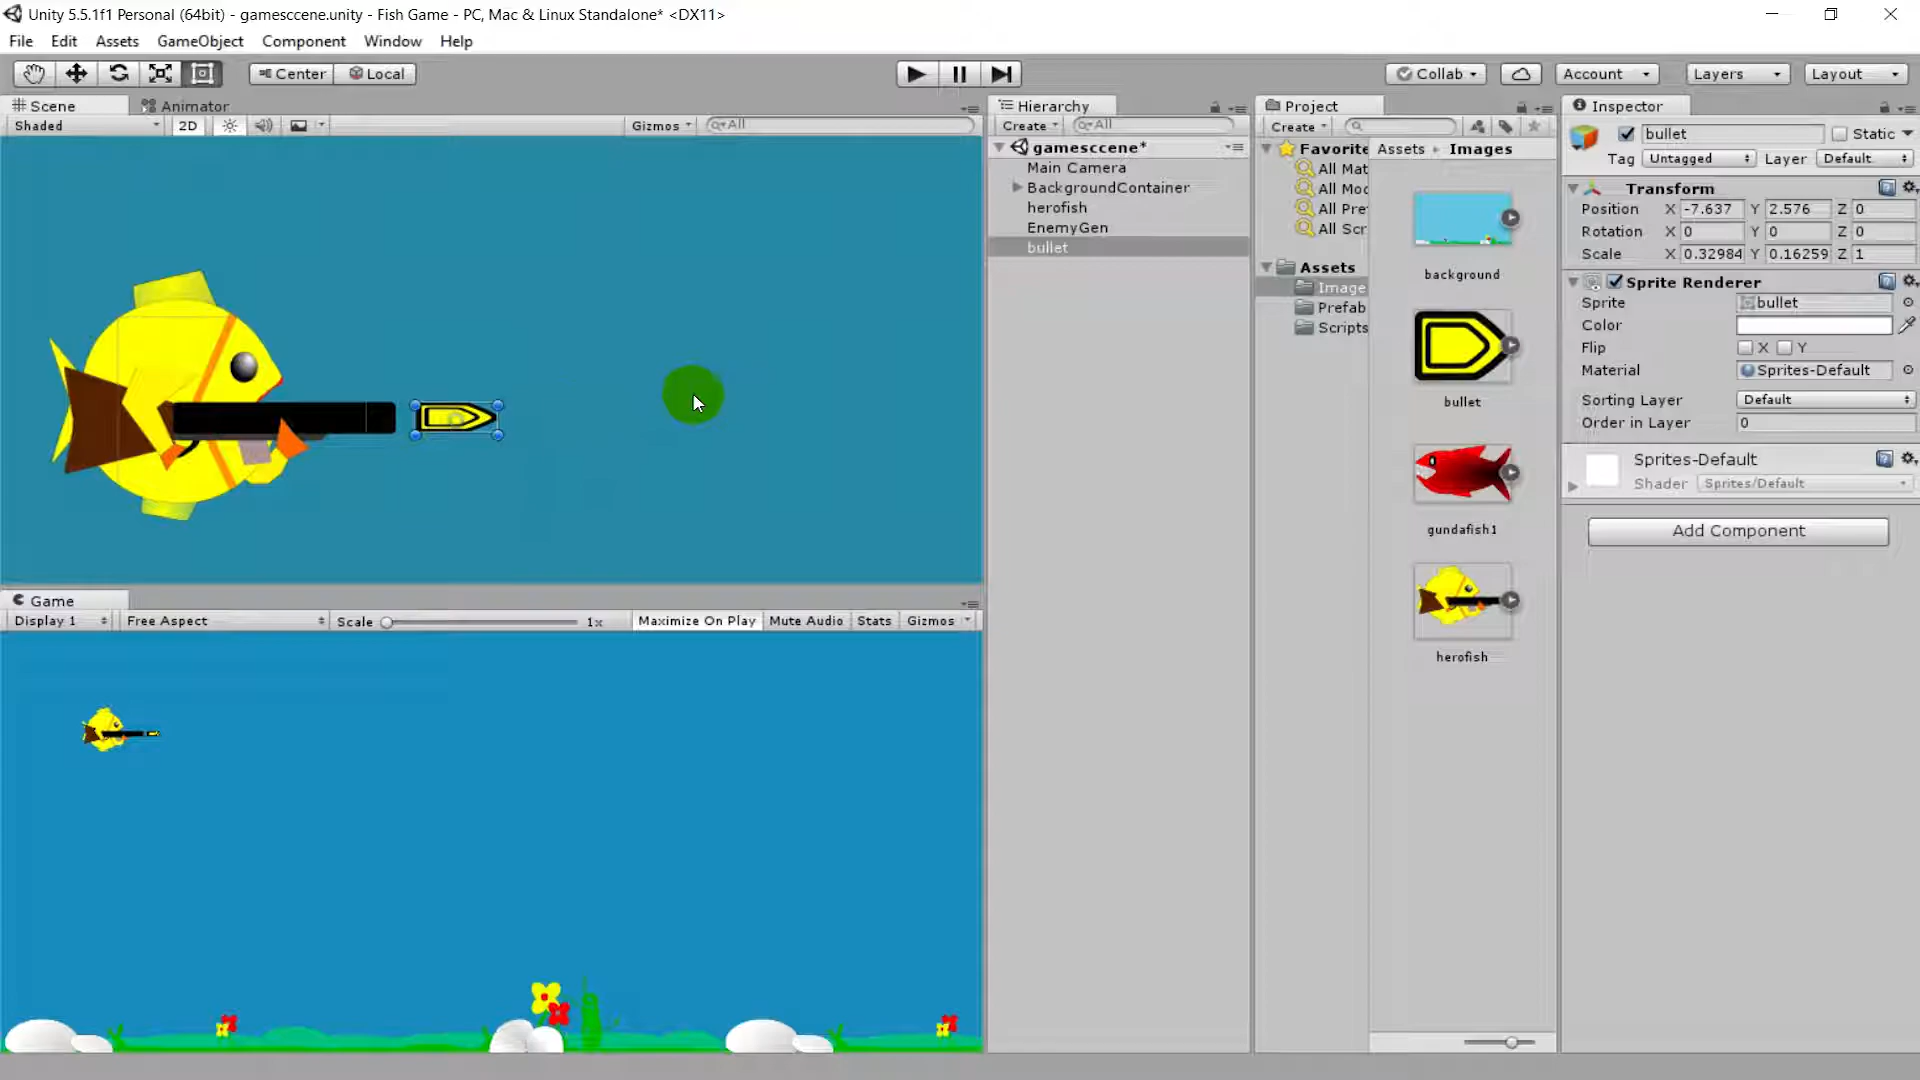 Unity 5.5.1f1 Personal (64bit) - gamesccene.unity - Fish Game - PC, Mac & Linux Standalone* <DX11>
File Edit Assets GameObject Component Window Help
Center Local
Collab Account Layers Layout
Scene Animator
Shaded 2D Gizmos All
Hierarchy
Create All
gamesccene*
Main Camera
BackgroundContainer
herofish
EnemyGen
bullet
Project
Create
Favorite
All Mat
All Mod
All Pre
All Scr
Assets
Image
Prefab
Scripts
Assets Images
background
bullet
gundafish1
herofish
Inspector
bullet Static
Tag Untagged Layer Default
Transform
Position X -7.637 Y 2.576 Z 0
Rotation X 0 Y 0 Z 0
Scale X 0.32984 Y 0.16259 Z 1
Sprite Renderer
Sprite bullet
Color
Flip X Y
Material Sprites-Default
Sorting Layer Default
Order in Layer 0
Sprites-Default
Shader Sprites/Default
Add Component
Game
Display 1 Free Aspect Scale 1x Maximize On Play Mute Audio Stats Gizmos